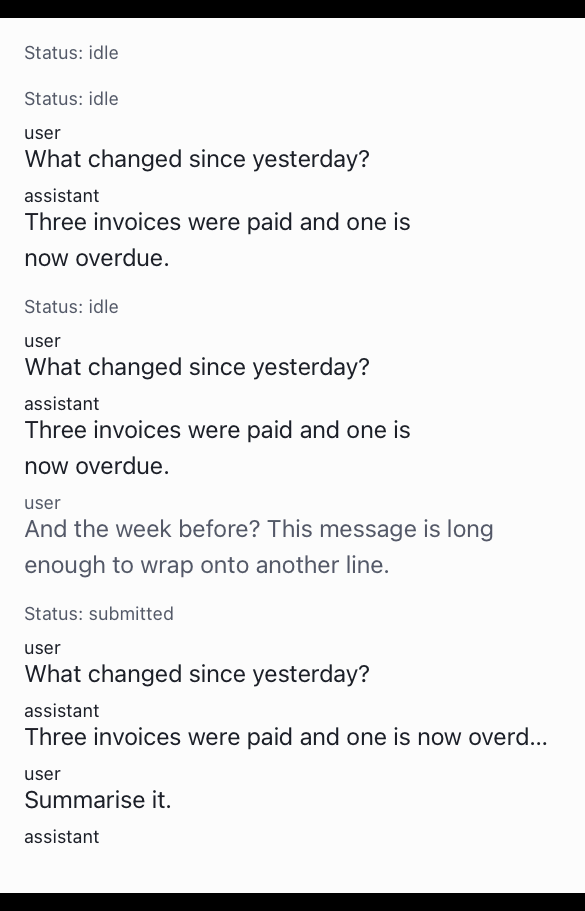 Status: idle
Status: idle
user
What changed since yesterday?
assistant
Three invoices were paid and one is
now overdue.
Status: idle
user
What changed since yesterday?
assistant
Three invoices were paid and one is
now overdue.
user
And the week before? This message is long
enough to wrap onto another line.
Status: submitted
user
What changed since yesterday?
assistant
Three invoices were paid and one is now overd...
user
Summarise it.
assistant